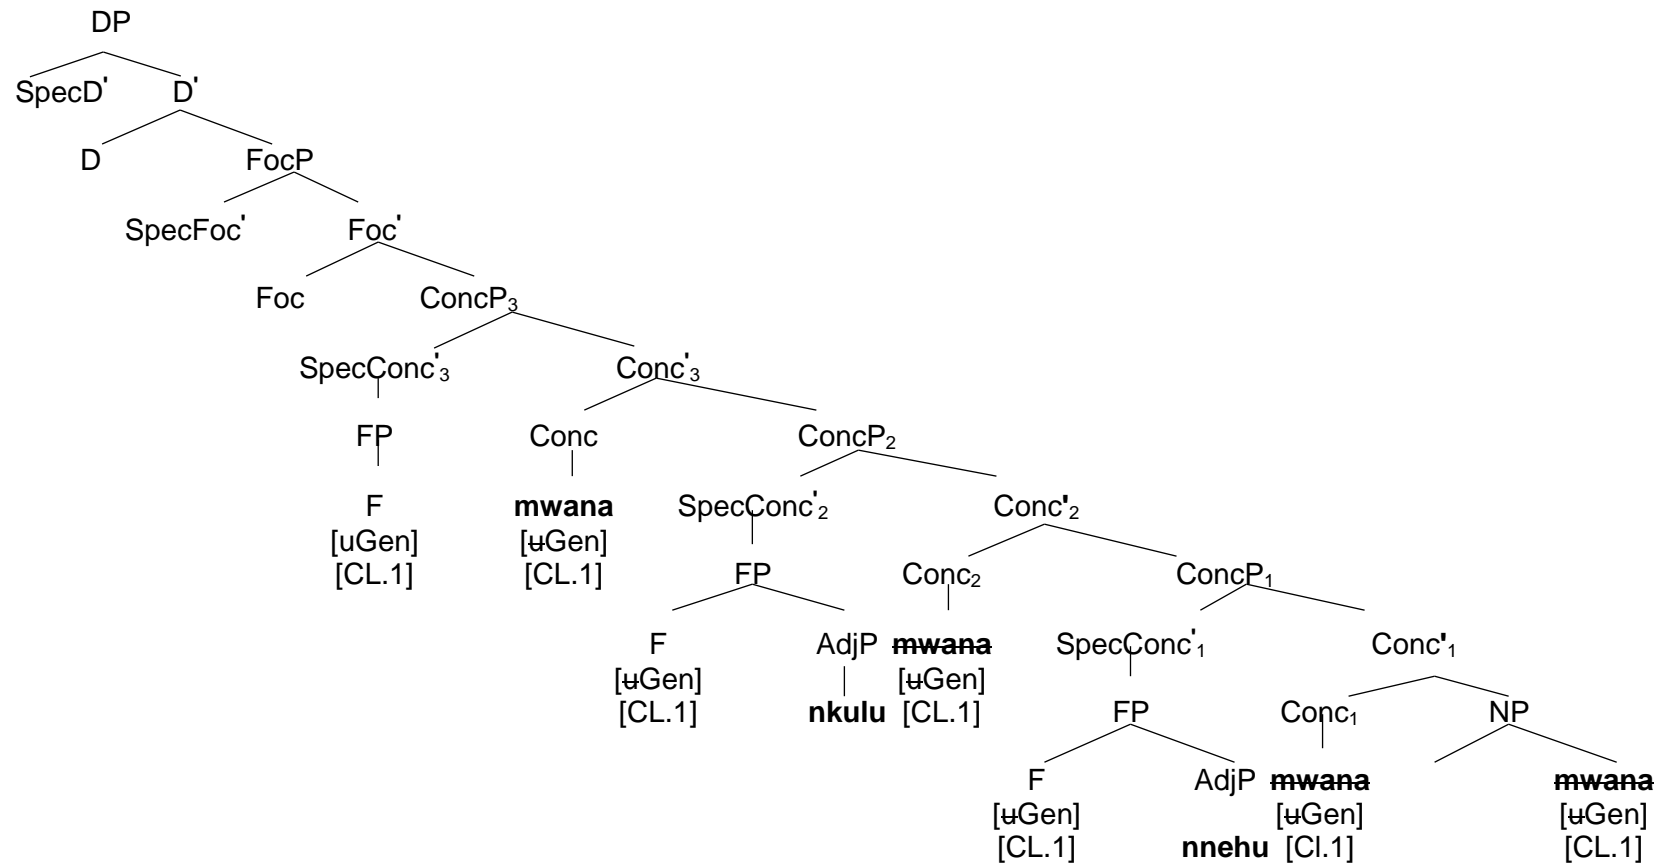 DP
SpecD' D'
D FocP
SpecFoc' Foc'
Foc ConcP₃
SpecConc'₃ Conc'₃
FP Conc ConcP₂
F mwana SpecConc'₂ Conc'₂
[uGen] [uGen]
[CL.1] [CL.1] FP Conc₂ ConcP₁
F AdjP mwana SpecConc'₁ Conc'₁
[uGen] [uGen]
[CL.1] nkulu [CL.1] FP Conc₁ NP
F AdjP mwana mwana
[uGen] [uGen] [uGen]
[CL.1] nnehu [Cl.1] [CL.1]